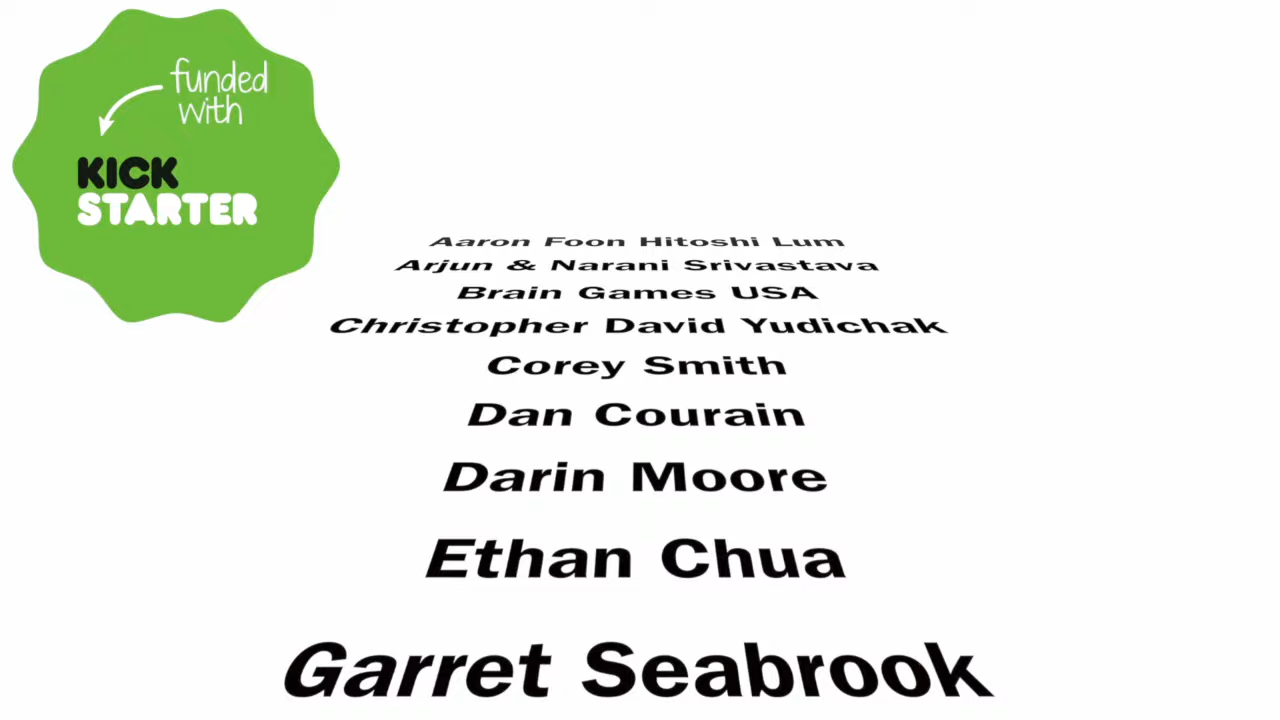 funded
with
KICK
STARTER
Aaron Foon Hitoshi Lum
Arjun & Narani Srivastava
Brain Games USA
Christopher David Yudichak
Corey Smith
Dan Courain
Darin Moore
Ethan Chua
Garret Seabrook